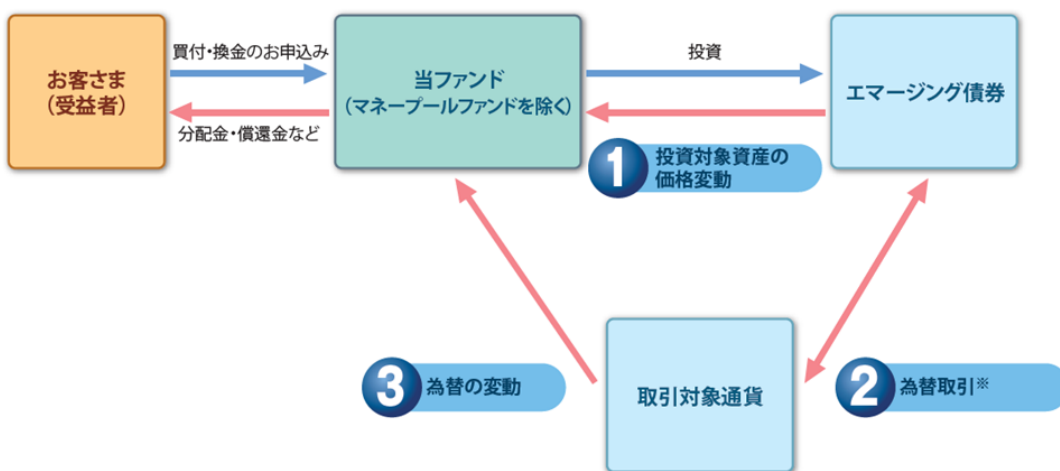 お客さま
(受益者)
買付・換金のお申込み
分配金・償還金など
当ファンド
(マネープールファンドを除く)
投資
エマージング債券
1
投資対象資産の
価格変動
3
為替の変動
取引対象通貨
2
為替取引※